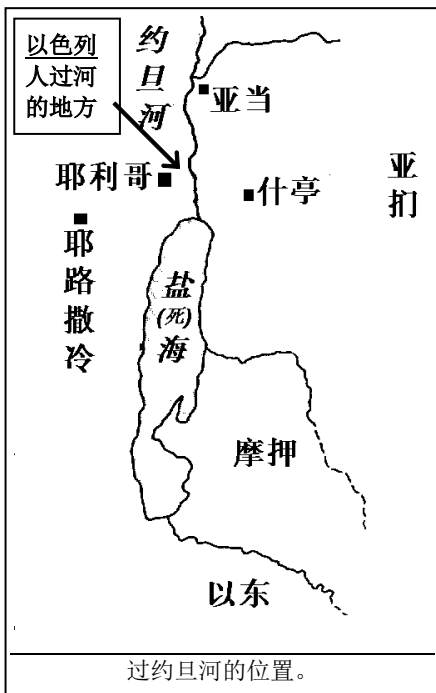 以色列
人过河
的地方
约旦河
亚当
耶利哥
什亭
亚扪
耶路撒冷
盐(死)海
摩押
以东
过约旦河的位置。